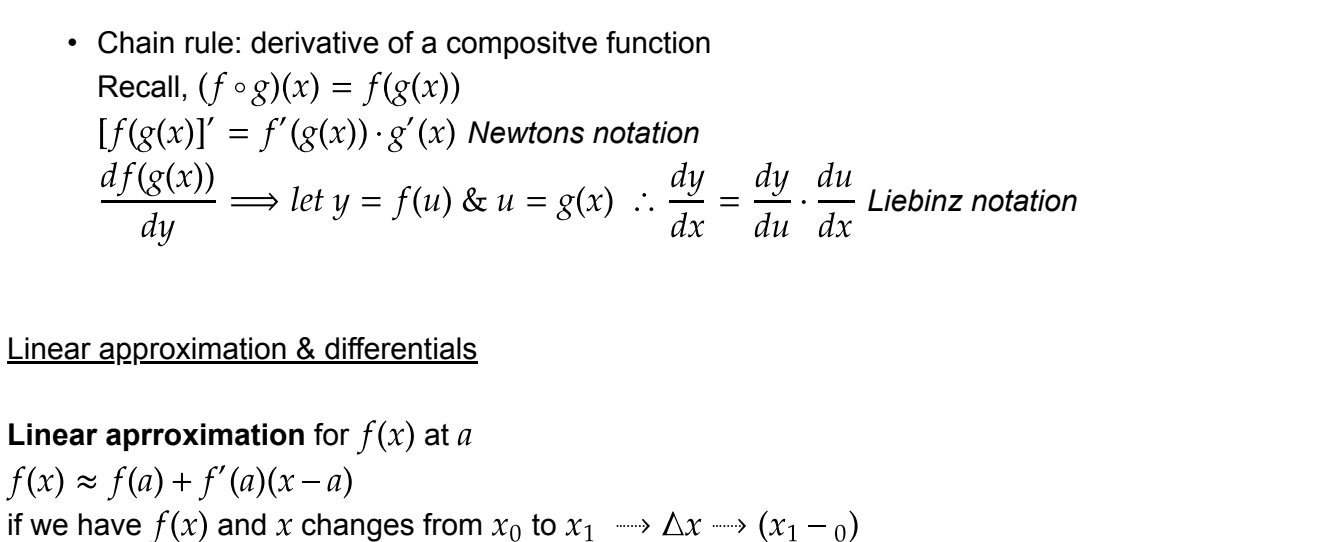 • Chain rule: derivative of a compositve function
Recall, (f ∘ g)(x) = f(g(x))
[f(g(x)]′ = f′(g(x)) · g′(x) Newtons notation
df(g(x))/dy ⟹ let y = f(u) & u = g(x) ∴ dy/dx = dy/du · du/dx Liebinz notation
Linear approximation & differentials
Linear aprroximation for f(x) at a
f(x) ≈ f(a) + f′(a)(x − a)
if we have f(x) and x changes from x₀ to x₁ ⇢ Δx ⇢ (x₁ − ₀)